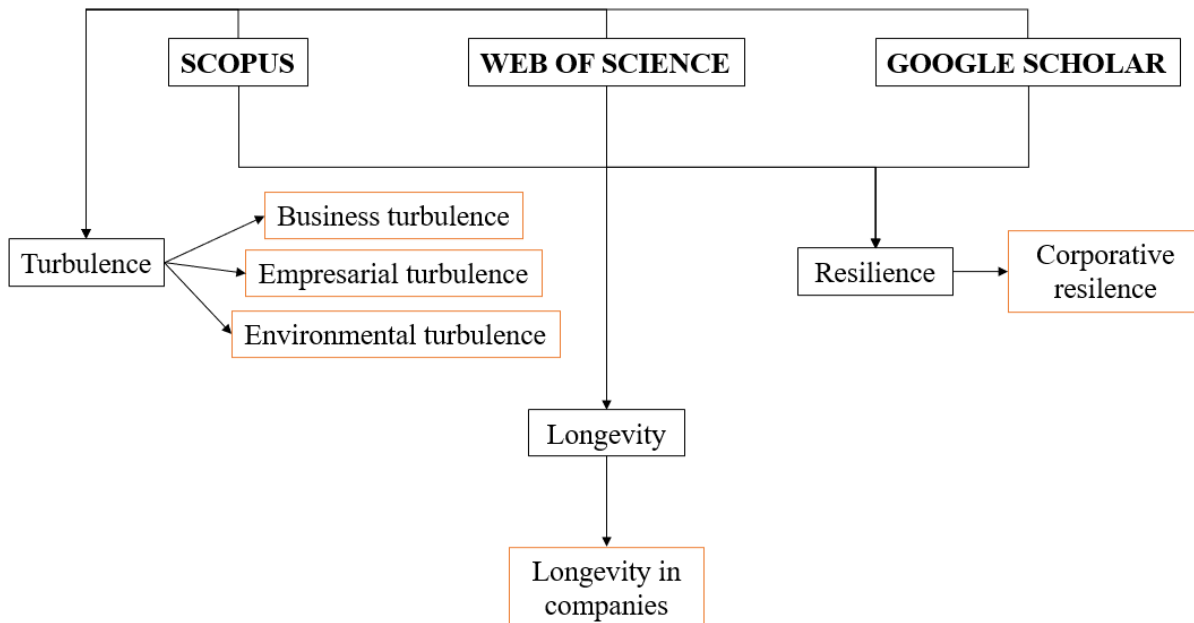 SCOPUS
WEB OF SCIENCE
GOOGLE SCHOLAR
Business turbulence
Turbulence
Empresarial turbulence
Environmental turbulence
Resilience
Corporative
resilence
Longevity
Longevity in
companies